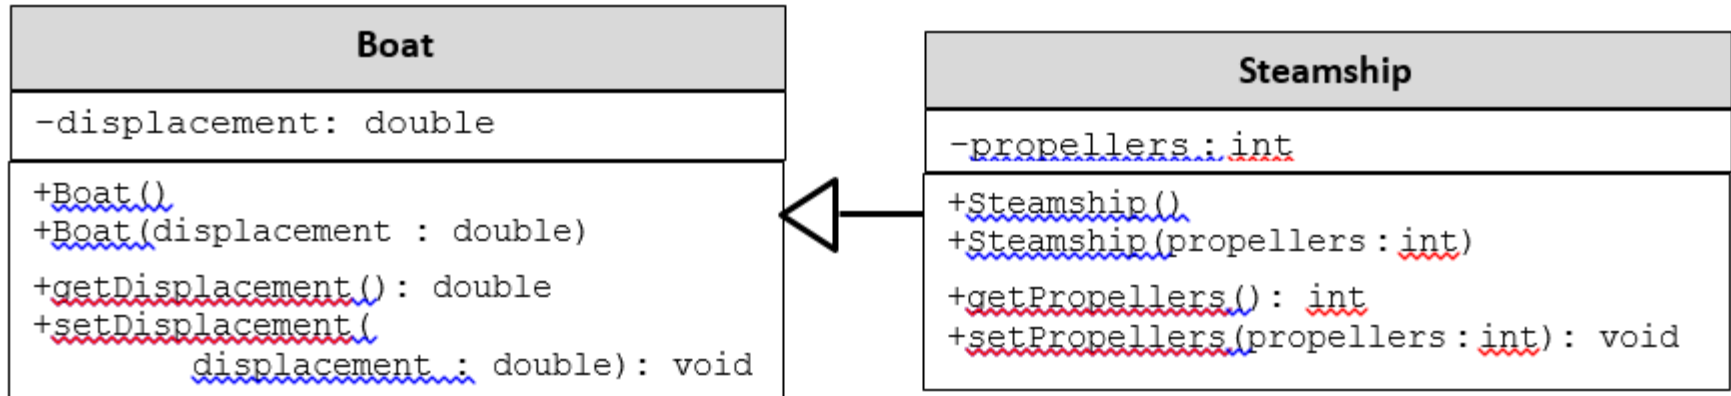 Boat
-displacement: double
+Boat()
+Boat(displacement : double)
+getDisplacement(): double
+setDisplacement(
displacement : double): void
Steamship
-propellers : int
+Steamship()
+Steamship(propellers : int)
+getPropellers(): int
+setPropellers(propellers : int): void